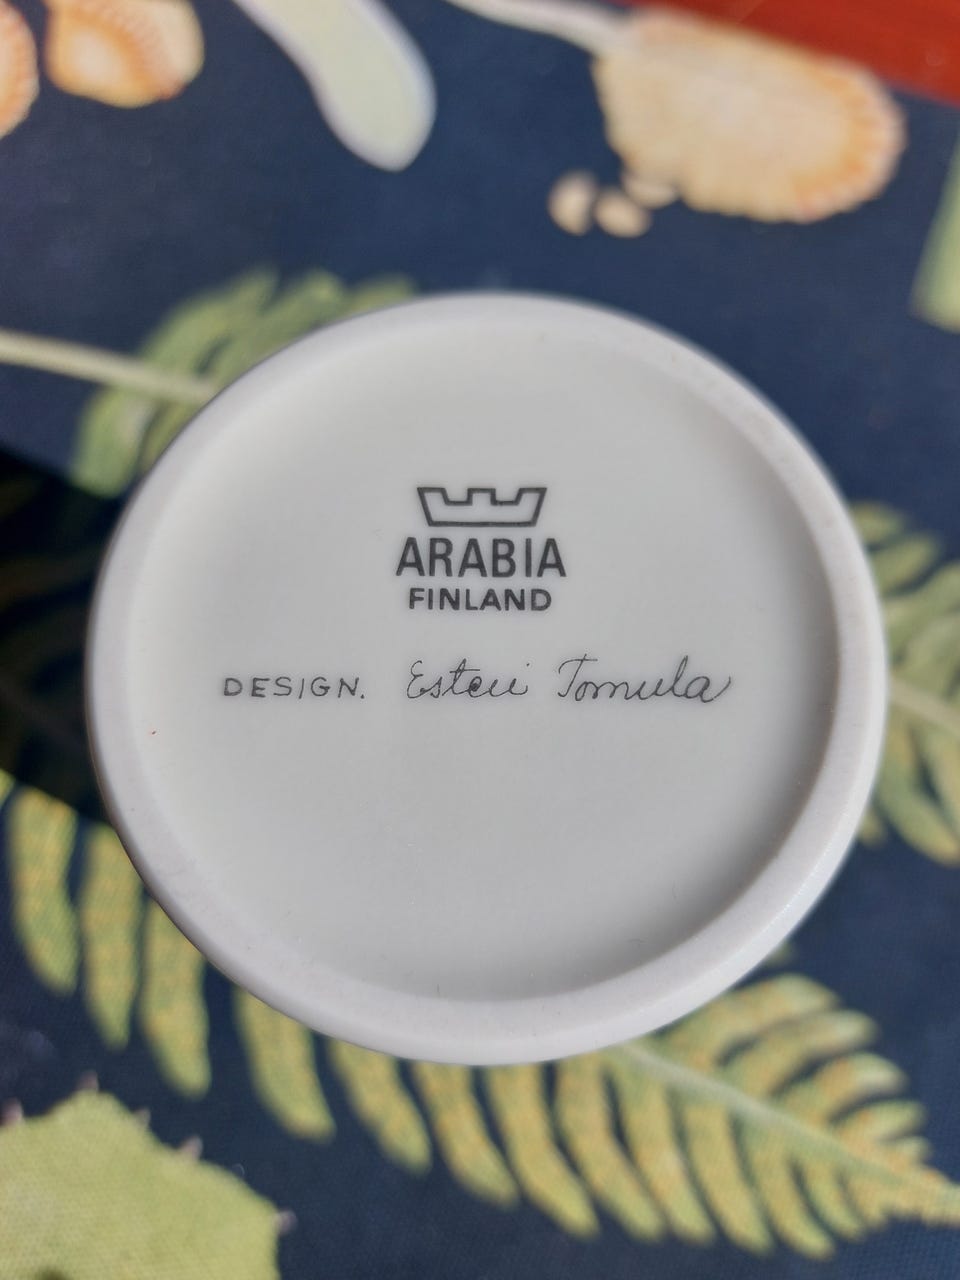 ARABIA
FINLAND
DESIGN. Esteri Tomula